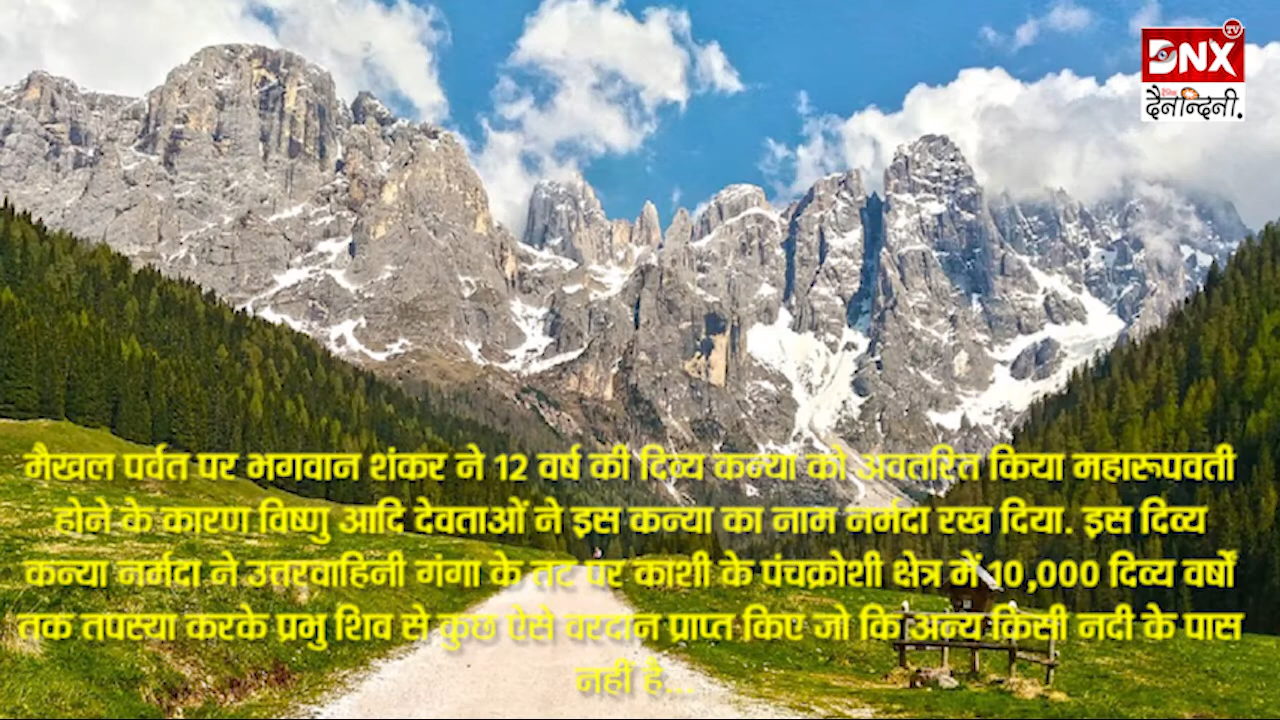 DNX TV
दैनिक
दैनन्दिनी.
मैखल पर्वत पर भगवान शंकर ने 12 वर्ष की दिव्य कन्या को अवतरित किया महारूपवती
होने के कारण विष्णु आदि देवताओं ने इस कन्या का नाम नर्मदा रख दिया. इस दिव्य
कन्या नर्मदा ने उत्तरवाहिनी गंगा के तट पर काशी के पंचक्रोशी क्षेत्र में 10,000 दिव्य वर्षों
तक तपस्या करके प्रभु शिव से कुछ ऐसे वरदान प्राप्त किए जो कि अन्य किसी नदी के पास
नहीं है...